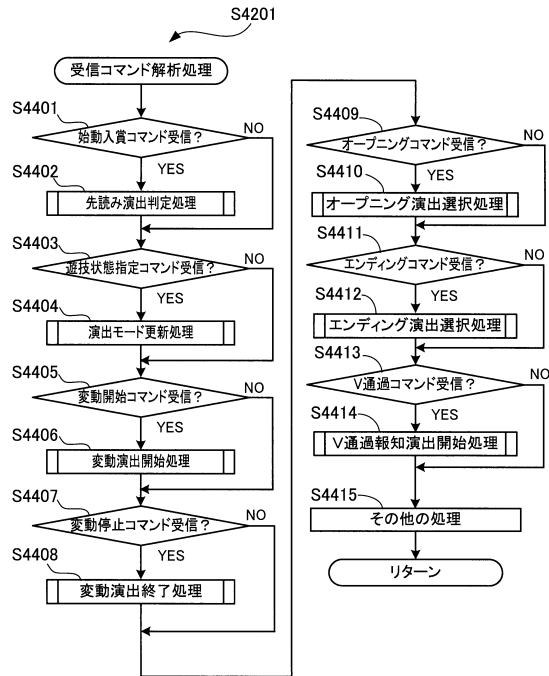 S4201
受信コマンド解析処理
S4401
始動入賞コマンド受信？
NO
YES
S4402
先読み演出判定処理
S4403
遊技状態指定コマンド受信？
NO
YES
S4404
演出モード更新処理
S4405
変動開始コマンド受信？
NO
YES
S4406
変動演出開始処理
S4407
変動停止コマンド受信？
NO
YES
S4408
変動演出終了処理
S4409
オープニングコマンド受信？
NO
YES
S4410
オープニング演出選択処理
S4411
エンディングコマンド受信？
NO
YES
S4412
エンディング演出選択処理
S4413
V通過コマンド受信？
NO
YES
S4414
V通過報知演出開始処理
S4415
その他の処理
リターン